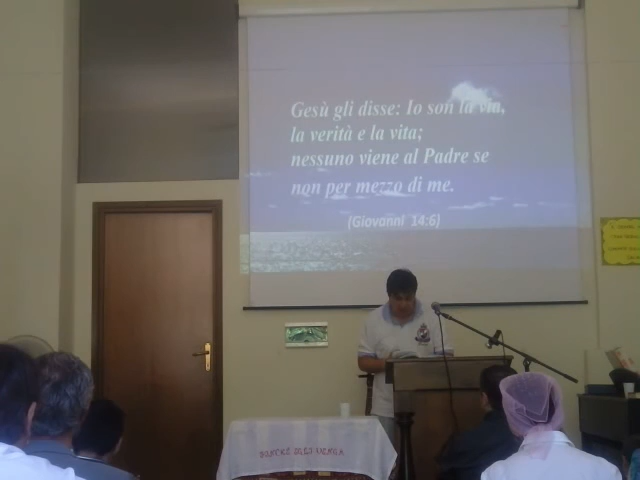 Gesù gli disse: Io son la via,
la verità e la vita;
nessuno viene al Padre se
non per mezzo di me.
(Giovanni 14:6)